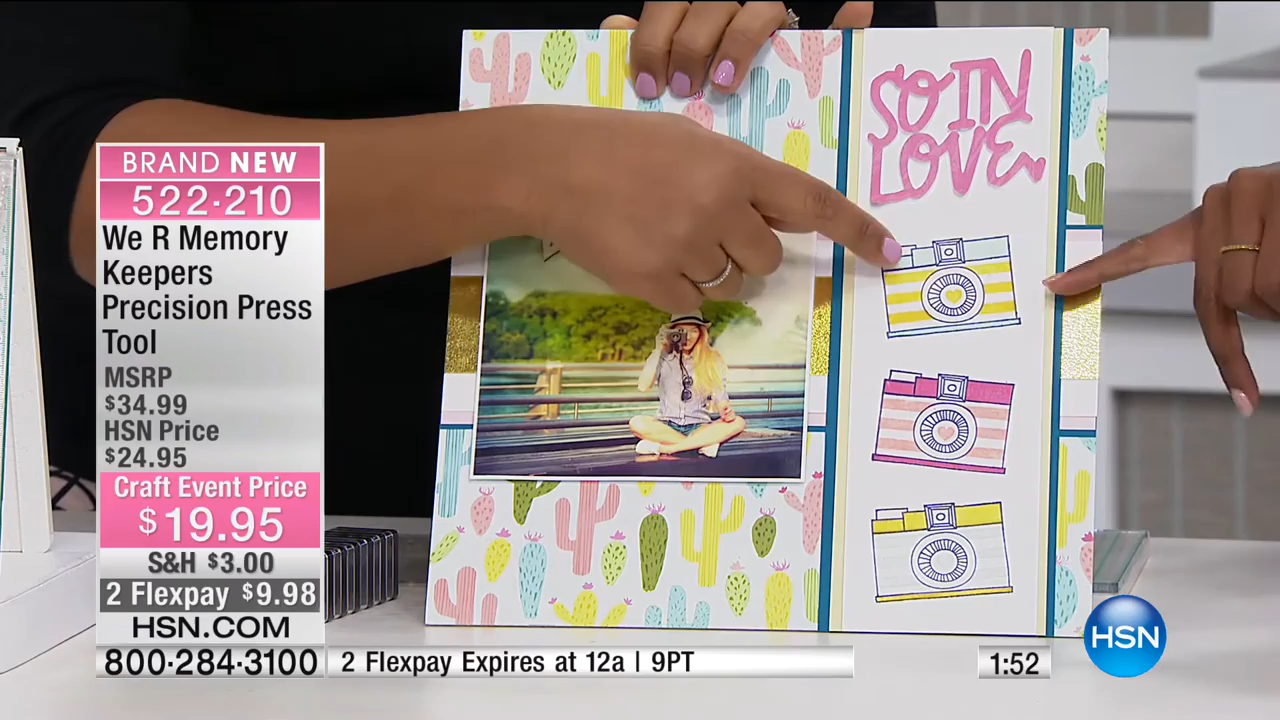 BRAND NEW
522·210
We R Memory
Keepers
Precision Press
Tool
MSRP
$34.99
HSN Price
$24.95
Craft Event Price
$19.95
S&H $3.00
2 Flexpay $9.98
HSN.COM
800·284·3100
2 Flexpay Expires at 12a | 9PT
1:52
HSN
SO IN
LOVE